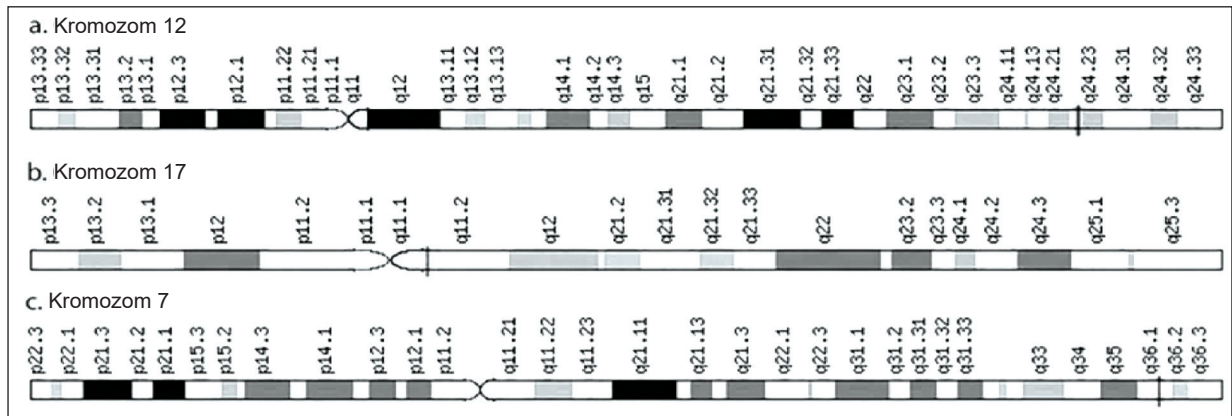 a. Kromozom 12
p13.33 p13.32 p13.31 p13.2 p13.1 p12.3 p12.1 p11.22 p11.21 p11.1 q11 q12 q13.11 q13.12 q13.13 q14.1 q14.2 q14.3 q15 q21.1 q21.2 q21.31 q21.32 q21.33 q22 q23.1 q23.2 q23.3 q24.11 q24.13 q24.21 q24.23 q24.31 q24.32 q24.33
b. Kromozom 17
p13.3 p13.2 p13.1 p12 p11.2 p11.1 q11.1 q11.2 q12 q21.2 q21.31 q21.32 q21.33 q22 q23.2 q23.3 q24.1 q24.2 q24.3 q25.1 q25.3
c. Kromozom 7
p22.3 p22.1 p21.3 p21.2 p21.1 p15.3 p15.2 p14.3 p14.1 p12.3 p12.1 p11.2 q11.21 q11.22 q11.23 q21.11 q21.13 q21.3 q22.1 q22.3 q31.1 q31.2 q31.31 q31.32 q31.33 q33 q34 q35 q36.1 q36.2 q36.3